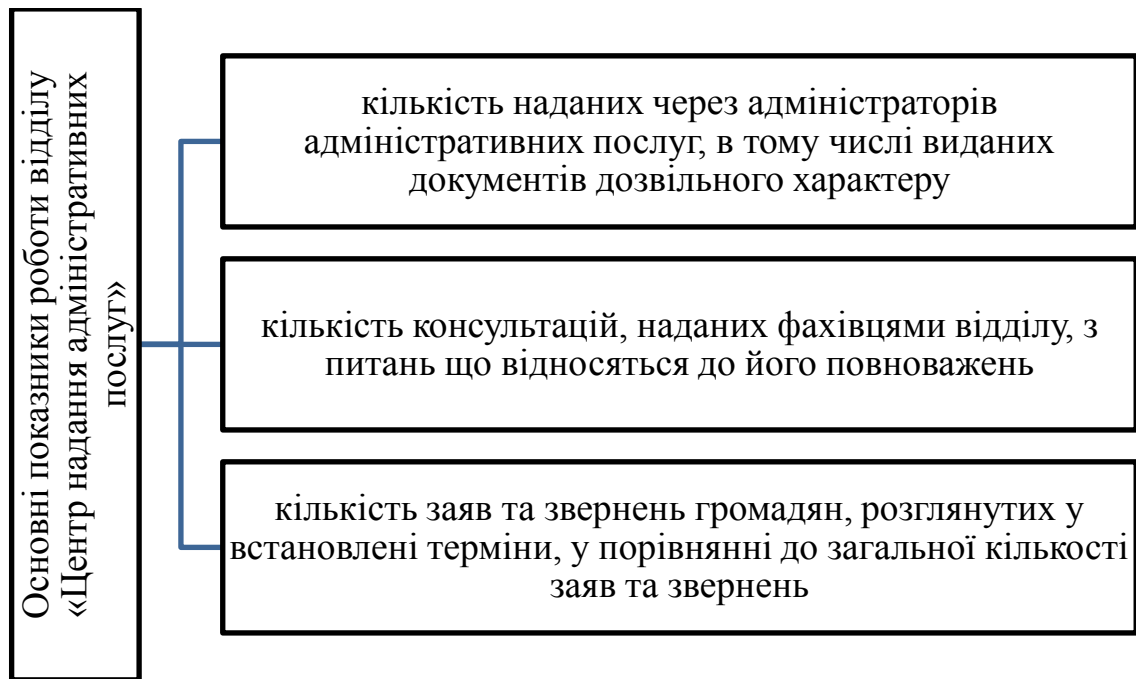 Основні показники роботи відділу
«Центр надання адміністративних
послуг»
кількість наданих через адміністраторів
адміністративних послуг, в тому числі виданих
документів дозвільного характеру
кількість консультацій, наданих фахівцями відділу, з
питань що відносяться до його повноважень
кількість заяв та звернень громадян, розглянутих у
встановлені терміни, у порівнянні до загальної кількості
заяв та звернень